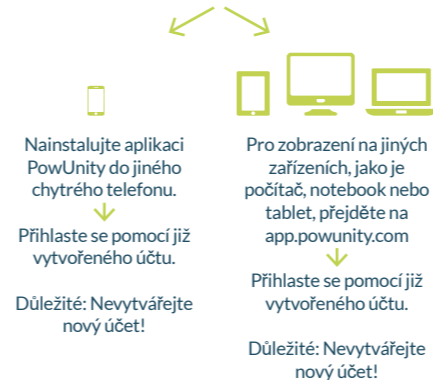 Nainstalujte aplikaci
PowUnity do jiného
chytrého telefonu.
Přihlaste se pomocí již
vytvořeného účtu.
Důležité: Nevytvářejte
nový účet!
Pro zobrazení na jiných
zařízeních, jako je
počítač, notebook nebo
tablet, přejděte na
app.powunity.com
Přihlaste se pomocí již
vytvořeného účtu.
Důležité: Nevytvářejte
nový účet!